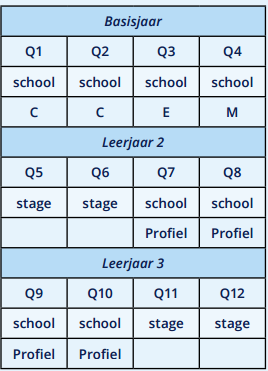 Basisjaar
Q1 Q2 Q3 Q4
school school school school
C C E M
Leerjaar 2
Q5 Q6 Q7 Q8
stage stage school school
Profiel Profiel
Leerjaar 3
Q9 Q10 Q11 Q12
school school stage stage
Profiel Profiel